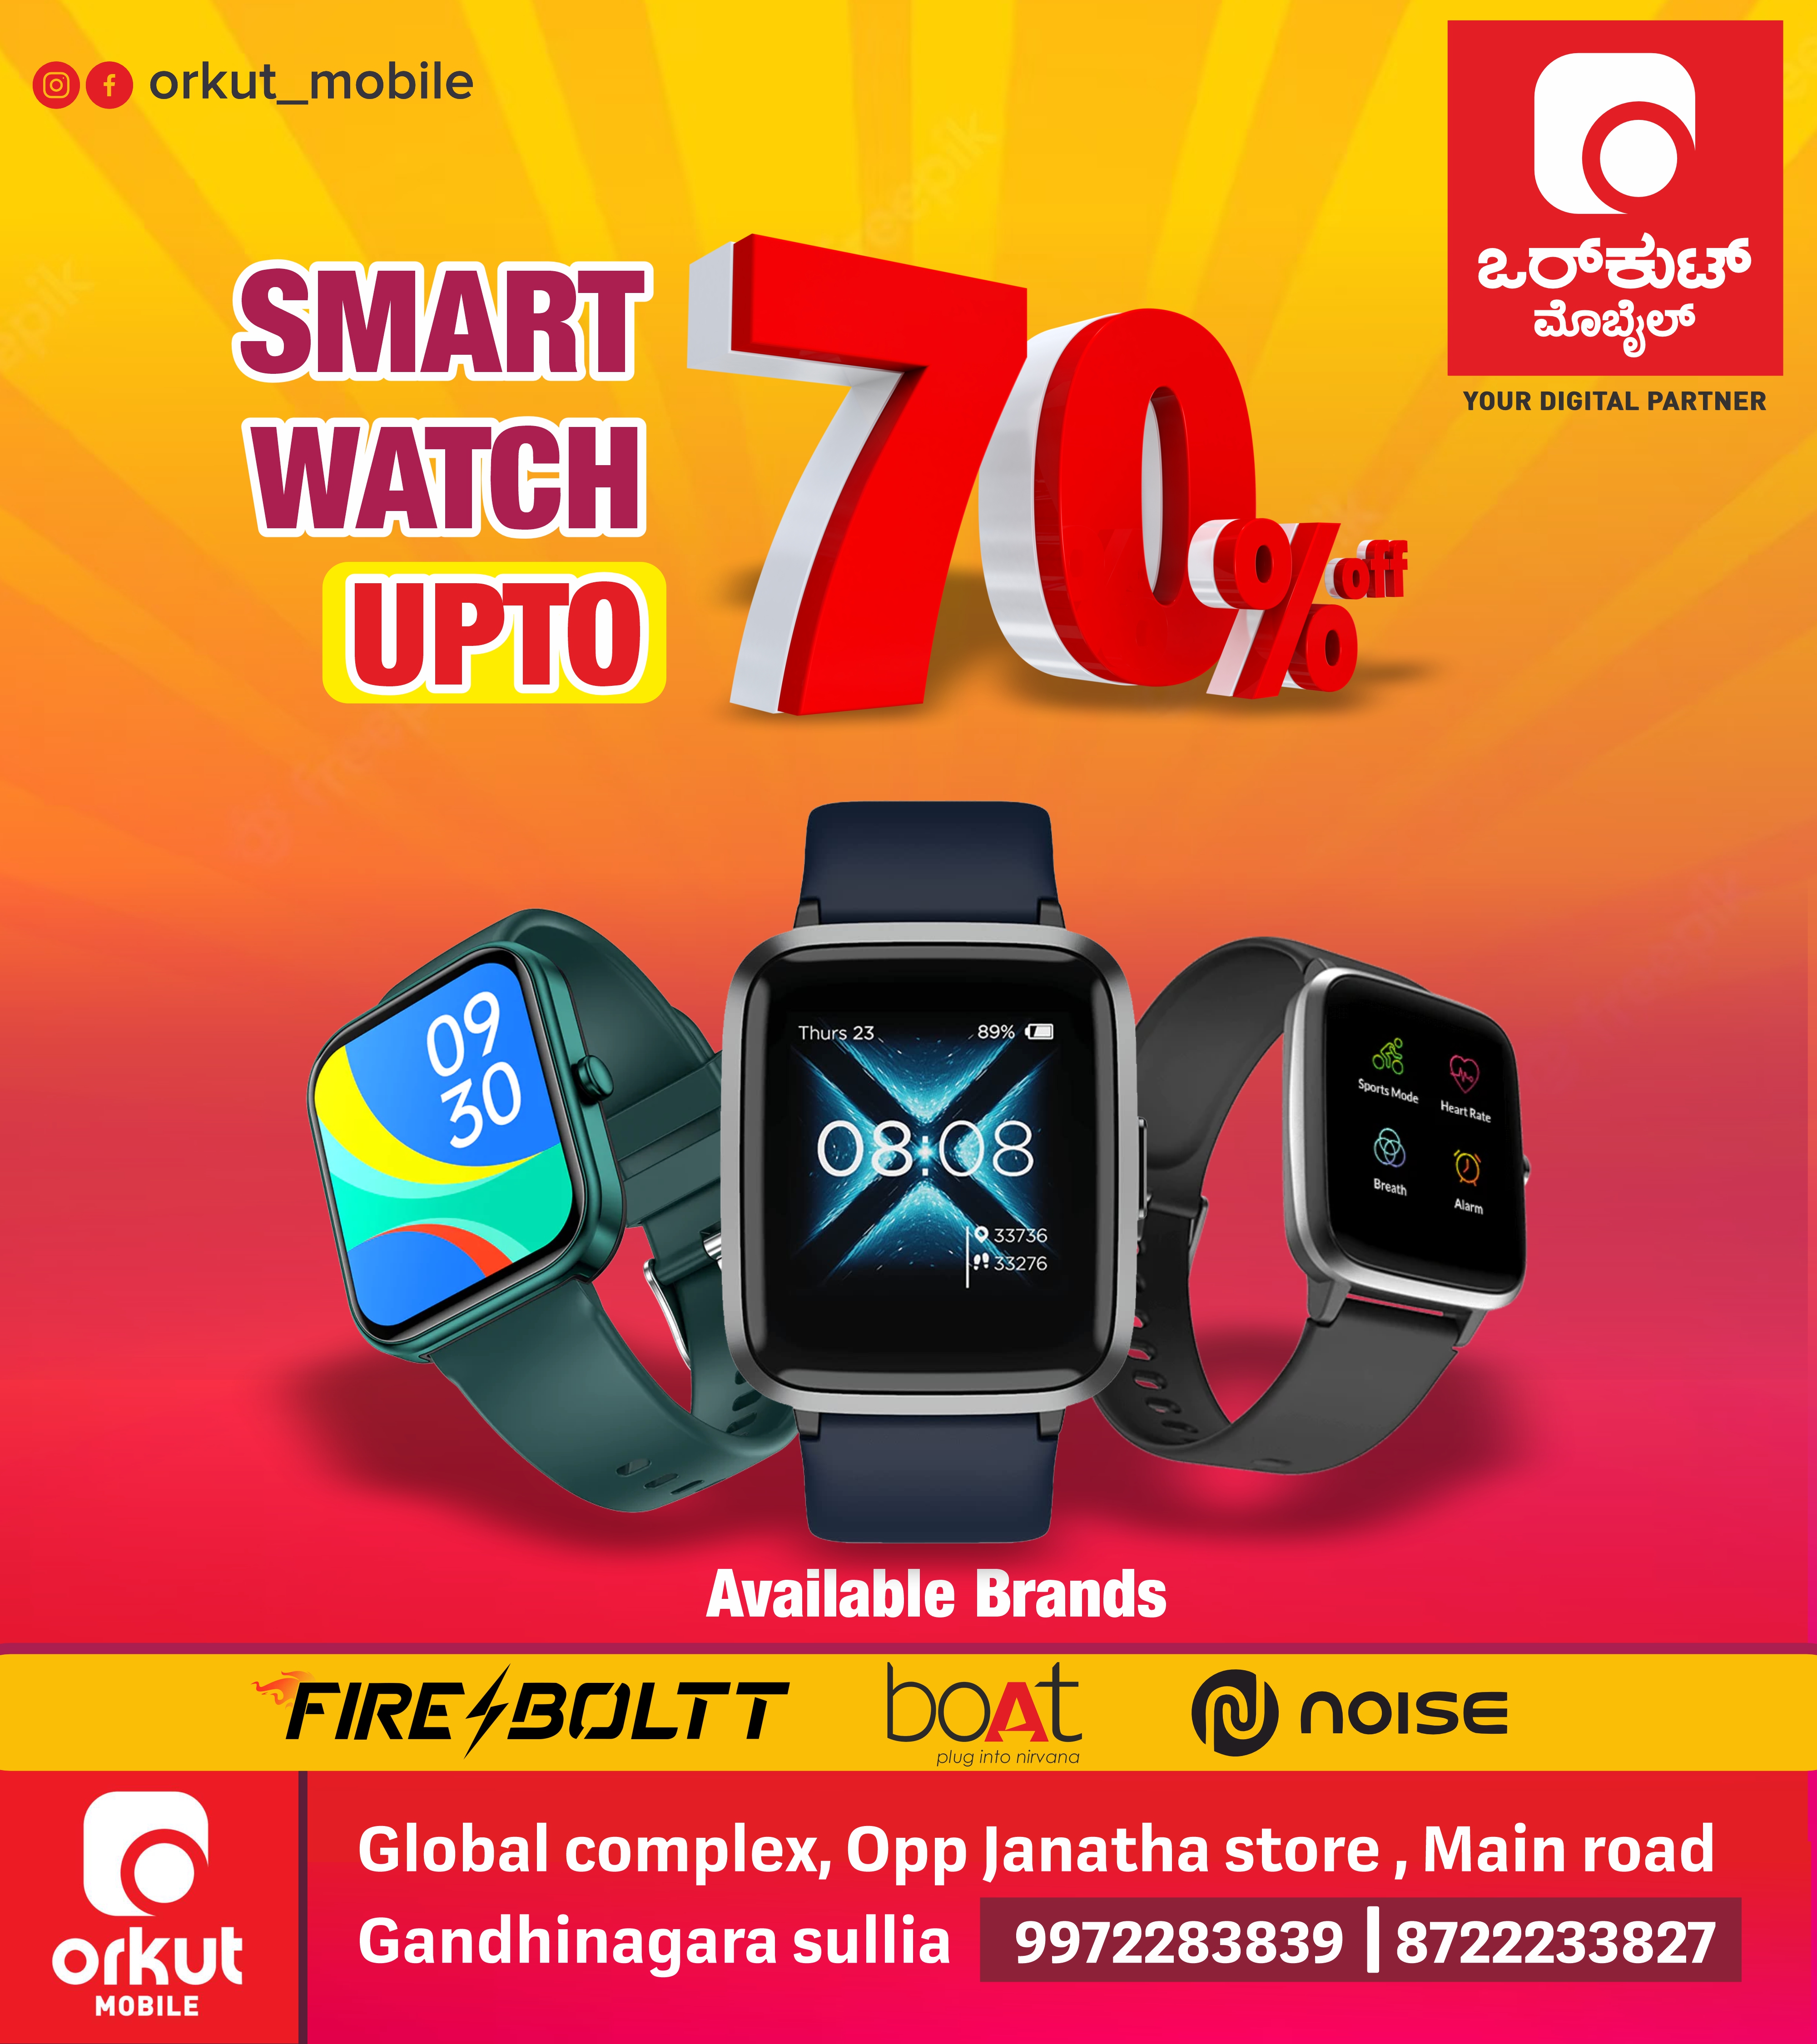 orkut_mobile
ಒರ್ಕುಟ್
ಮೊಬೈಲ್
YOUR DIGITAL PARTNER
SMART
WATCH
UPTO
70% off
09
30
Thurs 23 89%
08:08
33736
33276
Sports Mode
Heart Rate
Breath
Alarm
Available Brands
FIRE BOLTT
boAt
plug into nirvana
NOISE
orkut
MOBILE
Global complex, Opp Janatha store , Main road
Gandhinagara sullia 9972283839 | 8722233827
freepik